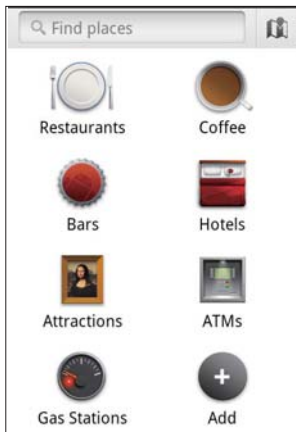 Find places
Restaurants Coffee
Bars Hotels
Attractions ATMs
Gas Stations Add